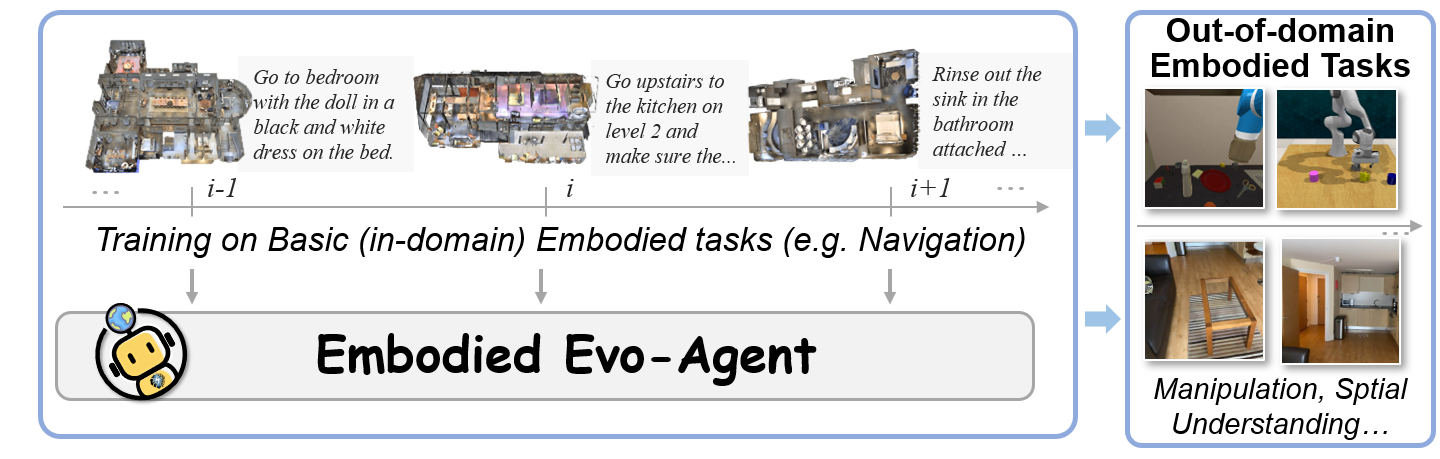 Go to bedroom
with the doll in a
black and white
dress on the bed.
Go upstairs to
the kitchen on
level 2 and
make sure the...
Rinse out the
sink in the
bathroom
attached ...
...
i-1
i
i+1
...
Training on Basic (in-domain) Embodied tasks (e.g. Navigation)
Embodied Evo-Agent
Out-of-domain
Embodied Tasks
...
Manipulation, Sptial
Understanding...